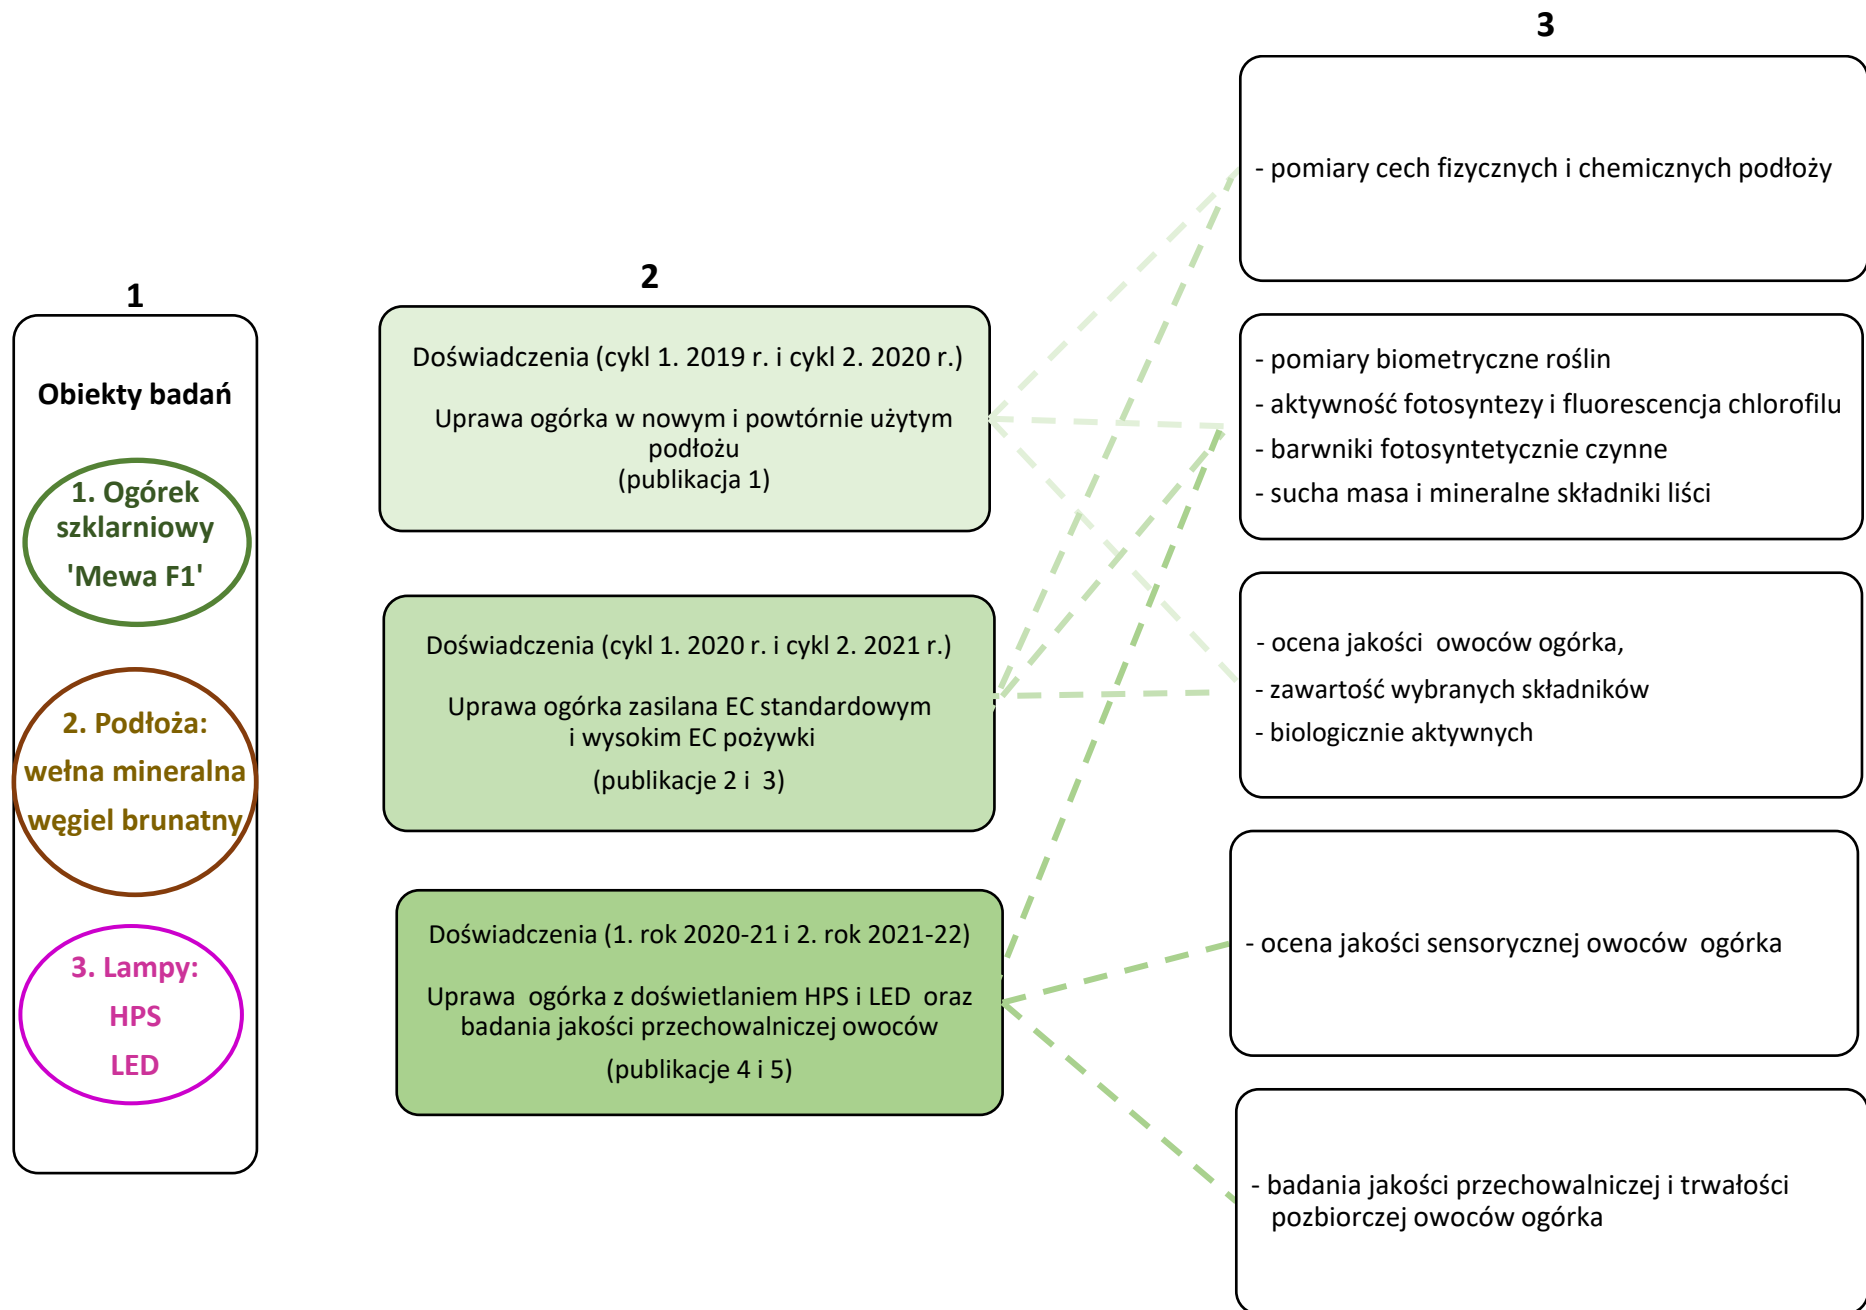 1
Obiekty badań
1. Ogórek
szklarniowy
'Mewa F1'
2. Podłoża:
wełna mineralna
węgiel brunatny
3. Lampy:
HPS
LED
2
Doświadczenia (cykl 1. 2019 r. i cykl 2. 2020 r.)
Uprawa ogórka w nowym i powtórnie użytym
podłożu
(publikacja 1)
Doświadczenia (cykl 1. 2020 r. i cykl 2. 2021 r.)
Uprawa ogórka zasilana EC standardowym
i wysokim EC pożywki
(publikacje 2 i 3)
Doświadczenia (1. rok 2020-21 i 2. rok 2021-22)
Uprawa ogórka z doświetlaniem HPS i LED oraz
badania jakości przechowalniczej owoców
(publikacje 4 i 5)
3
- pomiary cech fizycznych i chemicznych podłoży
- pomiary biometryczne roślin
- aktywność fotosyntezy i fluorescencja chlorofilu
- barwniki fotosyntetycznie czynne
- sucha masa i mineralne składniki liści
- ocena jakości owoców ogórka,
- zawartość wybranych składników
- biologicznie aktywnych
- ocena jakości sensorycznej owoców ogórka
- badania jakości przechowalniczej i trwałości
pozbiorczej owoców ogórka